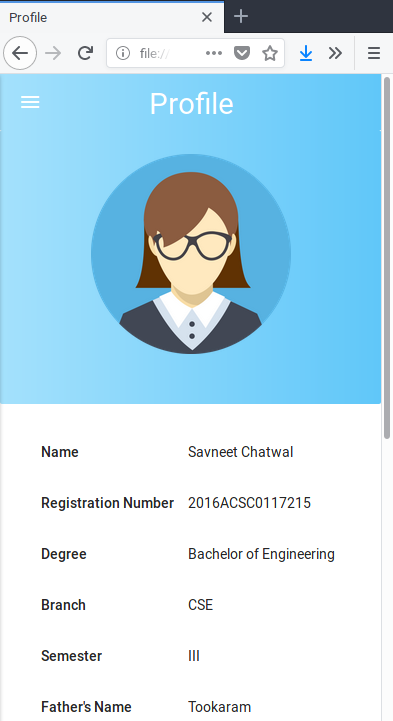 Profile
file://
Profile
Name Savneet Chatwal
Registration Number 2016ACSC0117215
Degree Bachelor of Engineering
Branch CSE
Semester III
Father's Name Tookaram